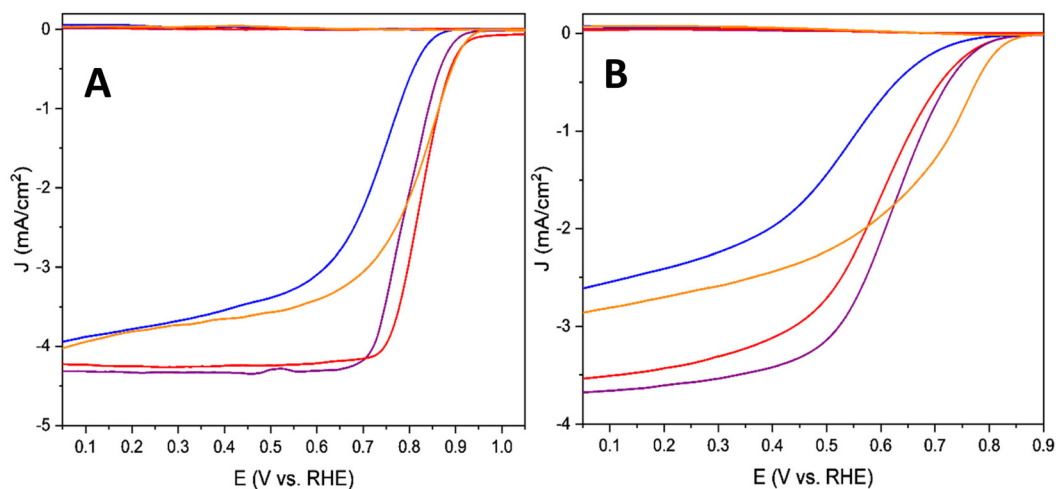 A
B
0
-1
-2
-3
-4
-5
J (mA/cm²)
0.1 0.2 0.3 0.4 0.5 0.6 0.7 0.8 0.9 1.0
E (V vs. RHE)
0
-1
-2
-3
-4
J (mA/cm²)
0.1 0.2 0.3 0.4 0.5 0.6 0.7 0.8 0.9
E (V vs. RHE)